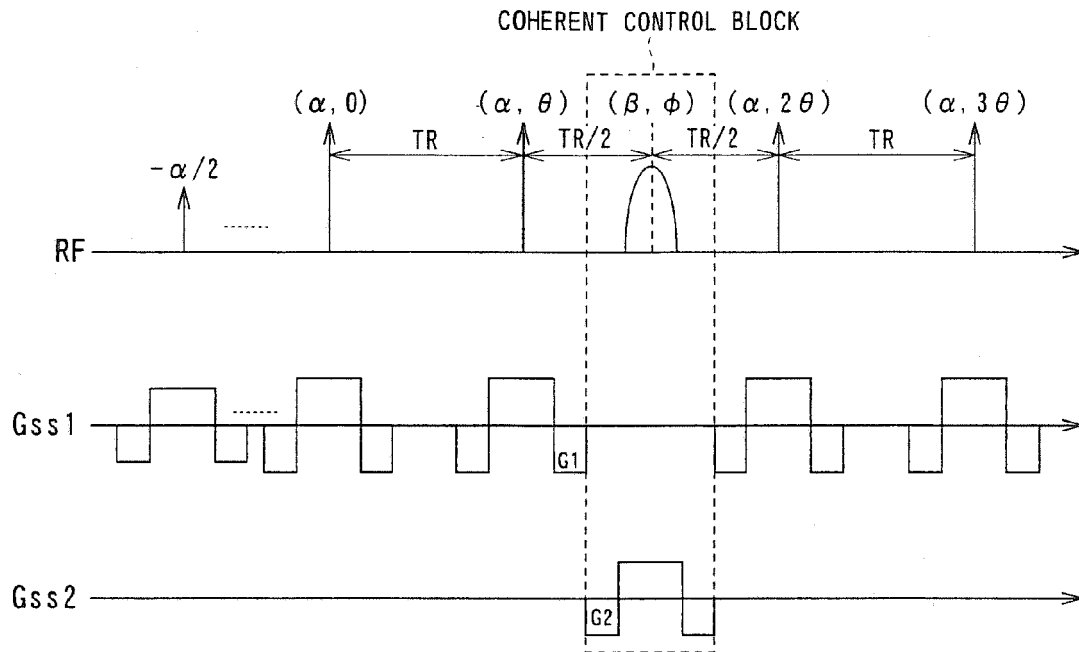 COHERENT CONTROL BLOCK
(α, 0) (α, θ) (β, φ) (α, 2θ) (α, 3θ)
TR TR/2 TR/2 TR
-α/2
RF
Gss1
G1
Gss2
G2